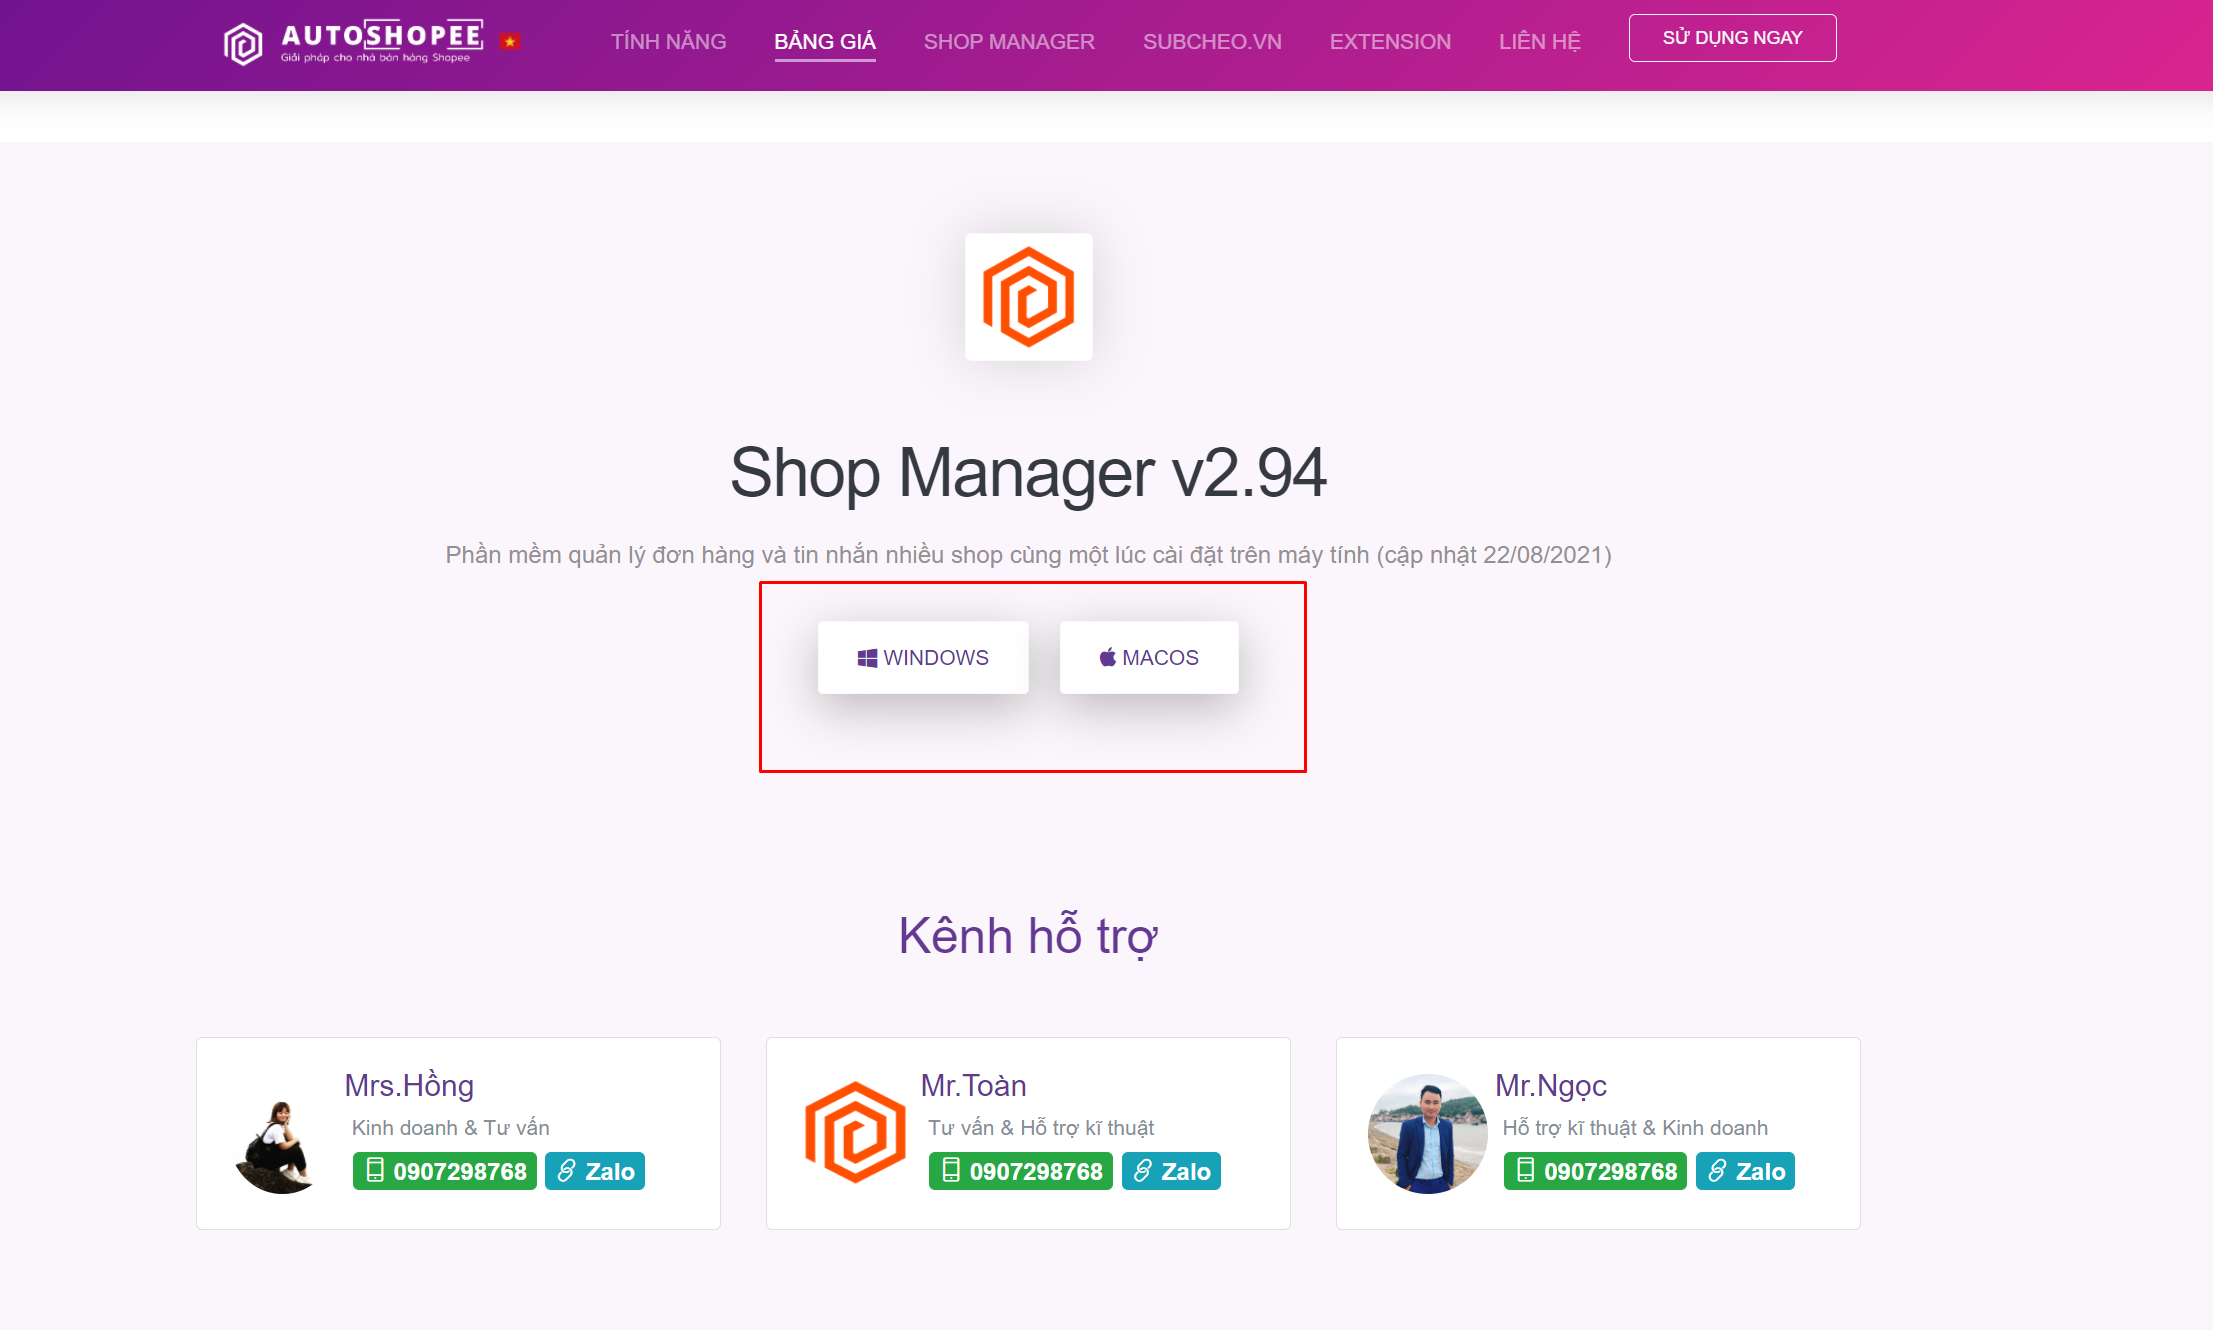 AUTOSHOPEE
Giải pháp cho nhà bán hàng Shopee
TÍNH NĂNG
BẢNG GIÁ
SHOP MANAGER
SUBCHEO.VN
EXTENSION
LIÊN HỆ
SỬ DỤNG NGAY
Shop Manager v2.94
Phần mềm quản lý đơn hàng và tin nhắn nhiều shop cùng một lúc cài đặt trên máy tính (cập nhật 22/08/2021)
WINDOWS
MACOS
Kênh hỗ trợ
Mrs.Hồng
Kinh doanh & Tư vấn
0907298768
Zalo
Mr.Toàn
Tư vấn & Hỗ trợ kĩ thuật
0907298768
Zalo
Mr.Ngọc
Hỗ trợ kĩ thuật & Kinh doanh
0907298768
Zalo